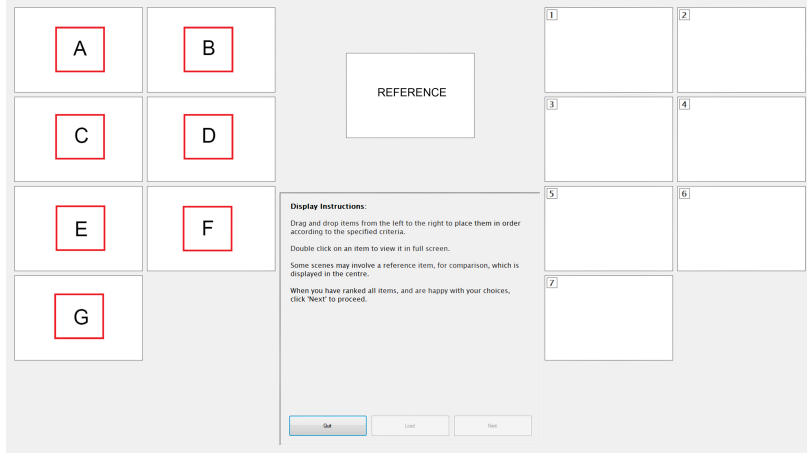 A
B
C
D
E
F
G
REFERENCE
Display Instructions:
Drag and drop items from the left to the right to place them in order
according to the specified criteria.
Double click on an item to view it in full screen.
Some scenes may involve a reference item, for comparison, which is
displayed in the centre.
When you have ranked all items, and are happy with your choices,
click 'Next' to proceed.
Quit
Load
Next
1
2
3
4
5
6
7